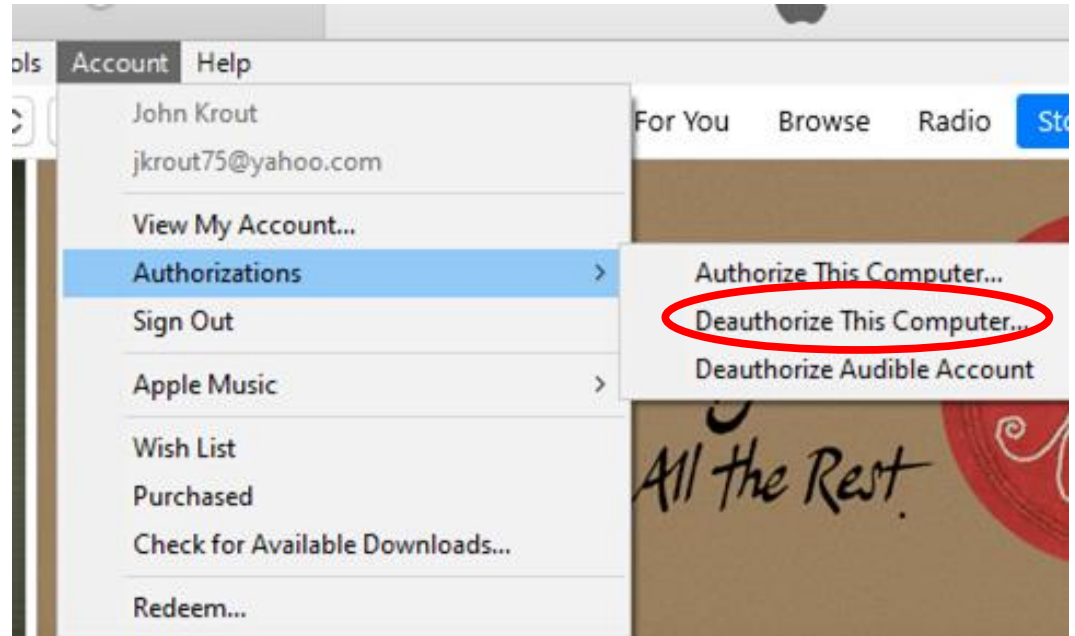 ols Account Help
John Krout
jkrout75@yahoo.com
For You Browse Radio Sto
View My Account...
Authorizations >
Authorize This Computer...
Sign Out
Deauthorize This Computer...
Deauthorize Audible Account
Apple Music >
Wish List
All the Rest.
Purchased
Check for Available Downloads...
Redeem...